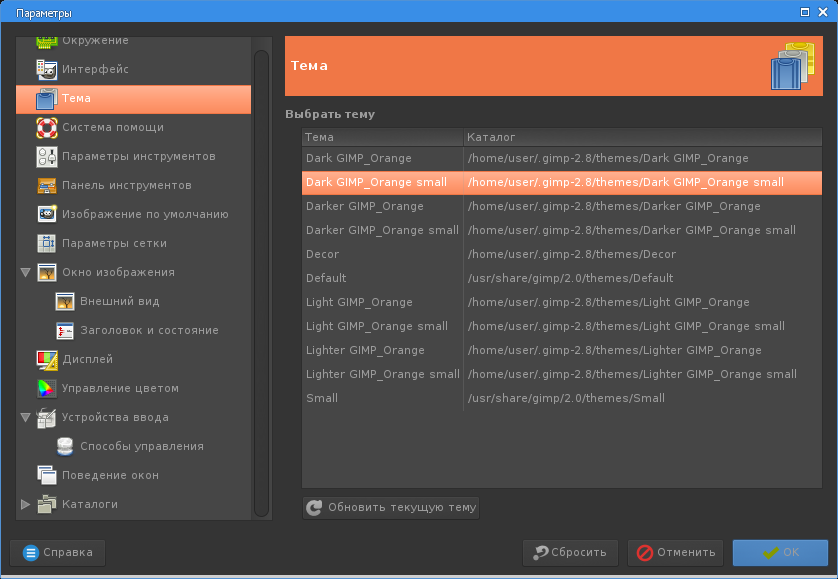 Параметры
Окружение
Интерфейс
Тема
Система помощи
Параметры инструментов
Панель инструментов
Изображение по умолчанию
Параметры сетки
Окно изображения
Внешний вид
Заголовок и состояние
Дисплей
Управление цветом
Устройства ввода
Способы управления
Поведение окон
Каталоги
Тема
Выбрать тему
Тема Каталог
Dark GIMP_Orange /home/user/.gimp-2.8/themes/Dark GIMP_Orange
Dark GIMP_Orange small /home/user/.gimp-2.8/themes/Dark GIMP_Orange small
Darker GIMP_Orange /home/user/.gimp-2.8/themes/Darker GIMP_Orange
Darker GIMP_Orange small /home/user/.gimp-2.8/themes/Darker GIMP_Orange small
Decor /home/user/.gimp-2.8/themes/Decor
Default /usr/share/gimp/2.0/themes/Default
Light GIMP_Orange /home/user/.gimp-2.8/themes/Light GIMP_Orange
Light GIMP_Orange small /home/user/.gimp-2.8/themes/Light GIMP_Orange small
Lighter GIMP_Orange /home/user/.gimp-2.8/themes/Lighter GIMP_Orange
Lighter GIMP_Orange small /home/user/.gimp-2.8/themes/Lighter GIMP_Orange small
Small /usr/share/gimp/2.0/themes/Small
Обновить текущую тему
Справка Сбросить Отменить OK